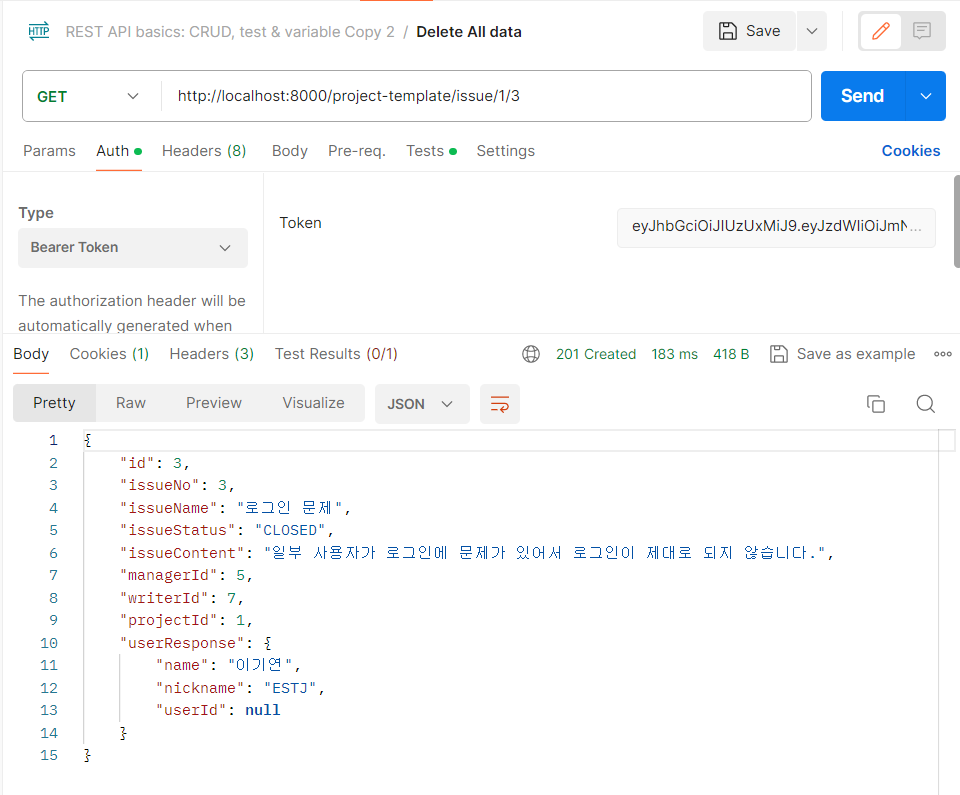 HTTP REST API basics: CRUD, test & variable Copy 2 / Delete All data Save
GET http://localhost:8000/project-template/issue/1/3 Send
Params Auth Headers (8) Body Pre-req. Tests Settings Cookies
Type
Bearer Token
The authorization header will be
automatically generated when
Token eyJhbGciOiJIUzUxMiJ9.eyJzdWIiOiJmN...
Body Cookies (1) Headers (3) Test Results (0/1) 201 Created 183 ms 418 B Save as example
Pretty Raw Preview Visualize JSON
1 {
2 "id": 3,
3 "issueNo": 3,
4 "issueName": "로그인 문제",
5 "issueStatus": "CLOSED",
6 "issueContent": "일부 사용자가 로그인에 문제가 있어서 로그인이 제대로 되지 않습니다.",
7 "managerId": 5,
8 "writerId": 7,
9 "projectId": 1,
10 "userResponse": {
11 "name": "이기연",
12 "nickname": "ESTJ",
13 "userId": null
14 }
15 }